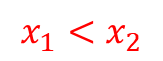 x₁ < x₂